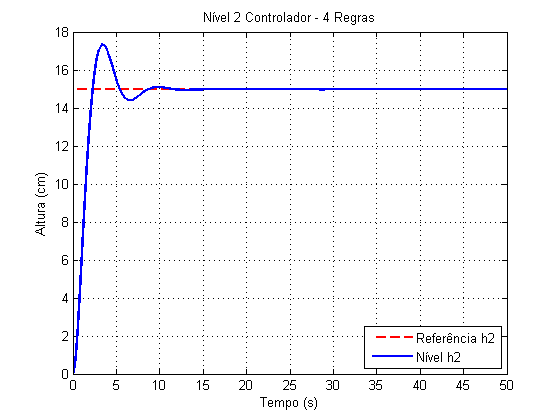 Nível 2 Controlador - 4 Regras
18
16
14
12
10
8
6
4
2
0
Altura (cm)
0 5 10 15 20 25 30 35 40 45 50
Tempo (s)
Referência h2
Nível h2